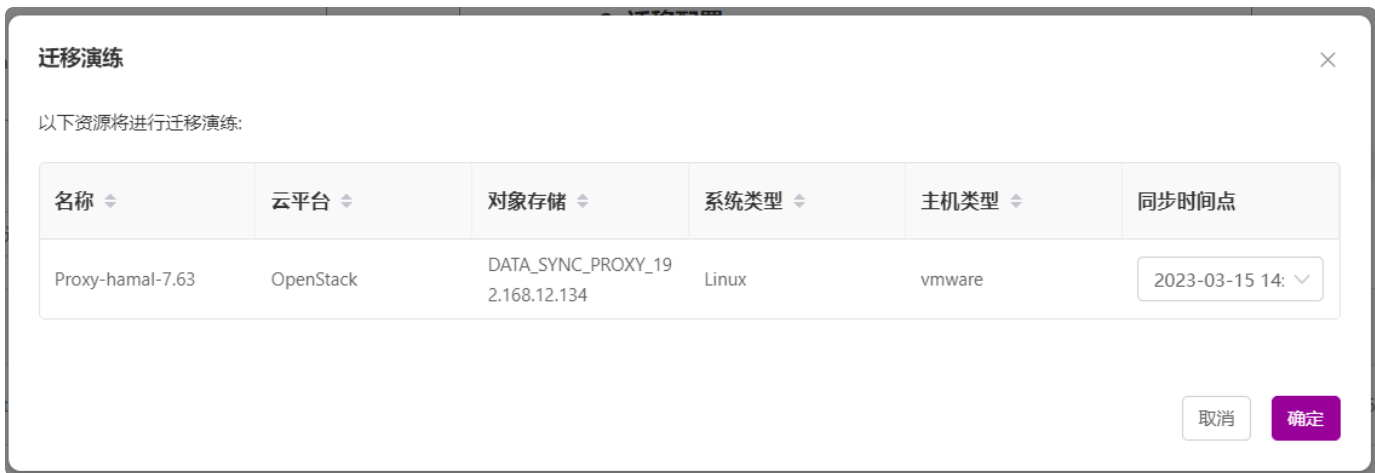 迁移演练
以下资源将进行迁移演练:
名称 云平台 对象存储 系统类型 主机类型 同步时间点
Proxy-hamal-7.63 OpenStack DATA_SYNC_PROXY_19 Linux vmware 2023-03-15 14:
2.168.12.134
取消 确定